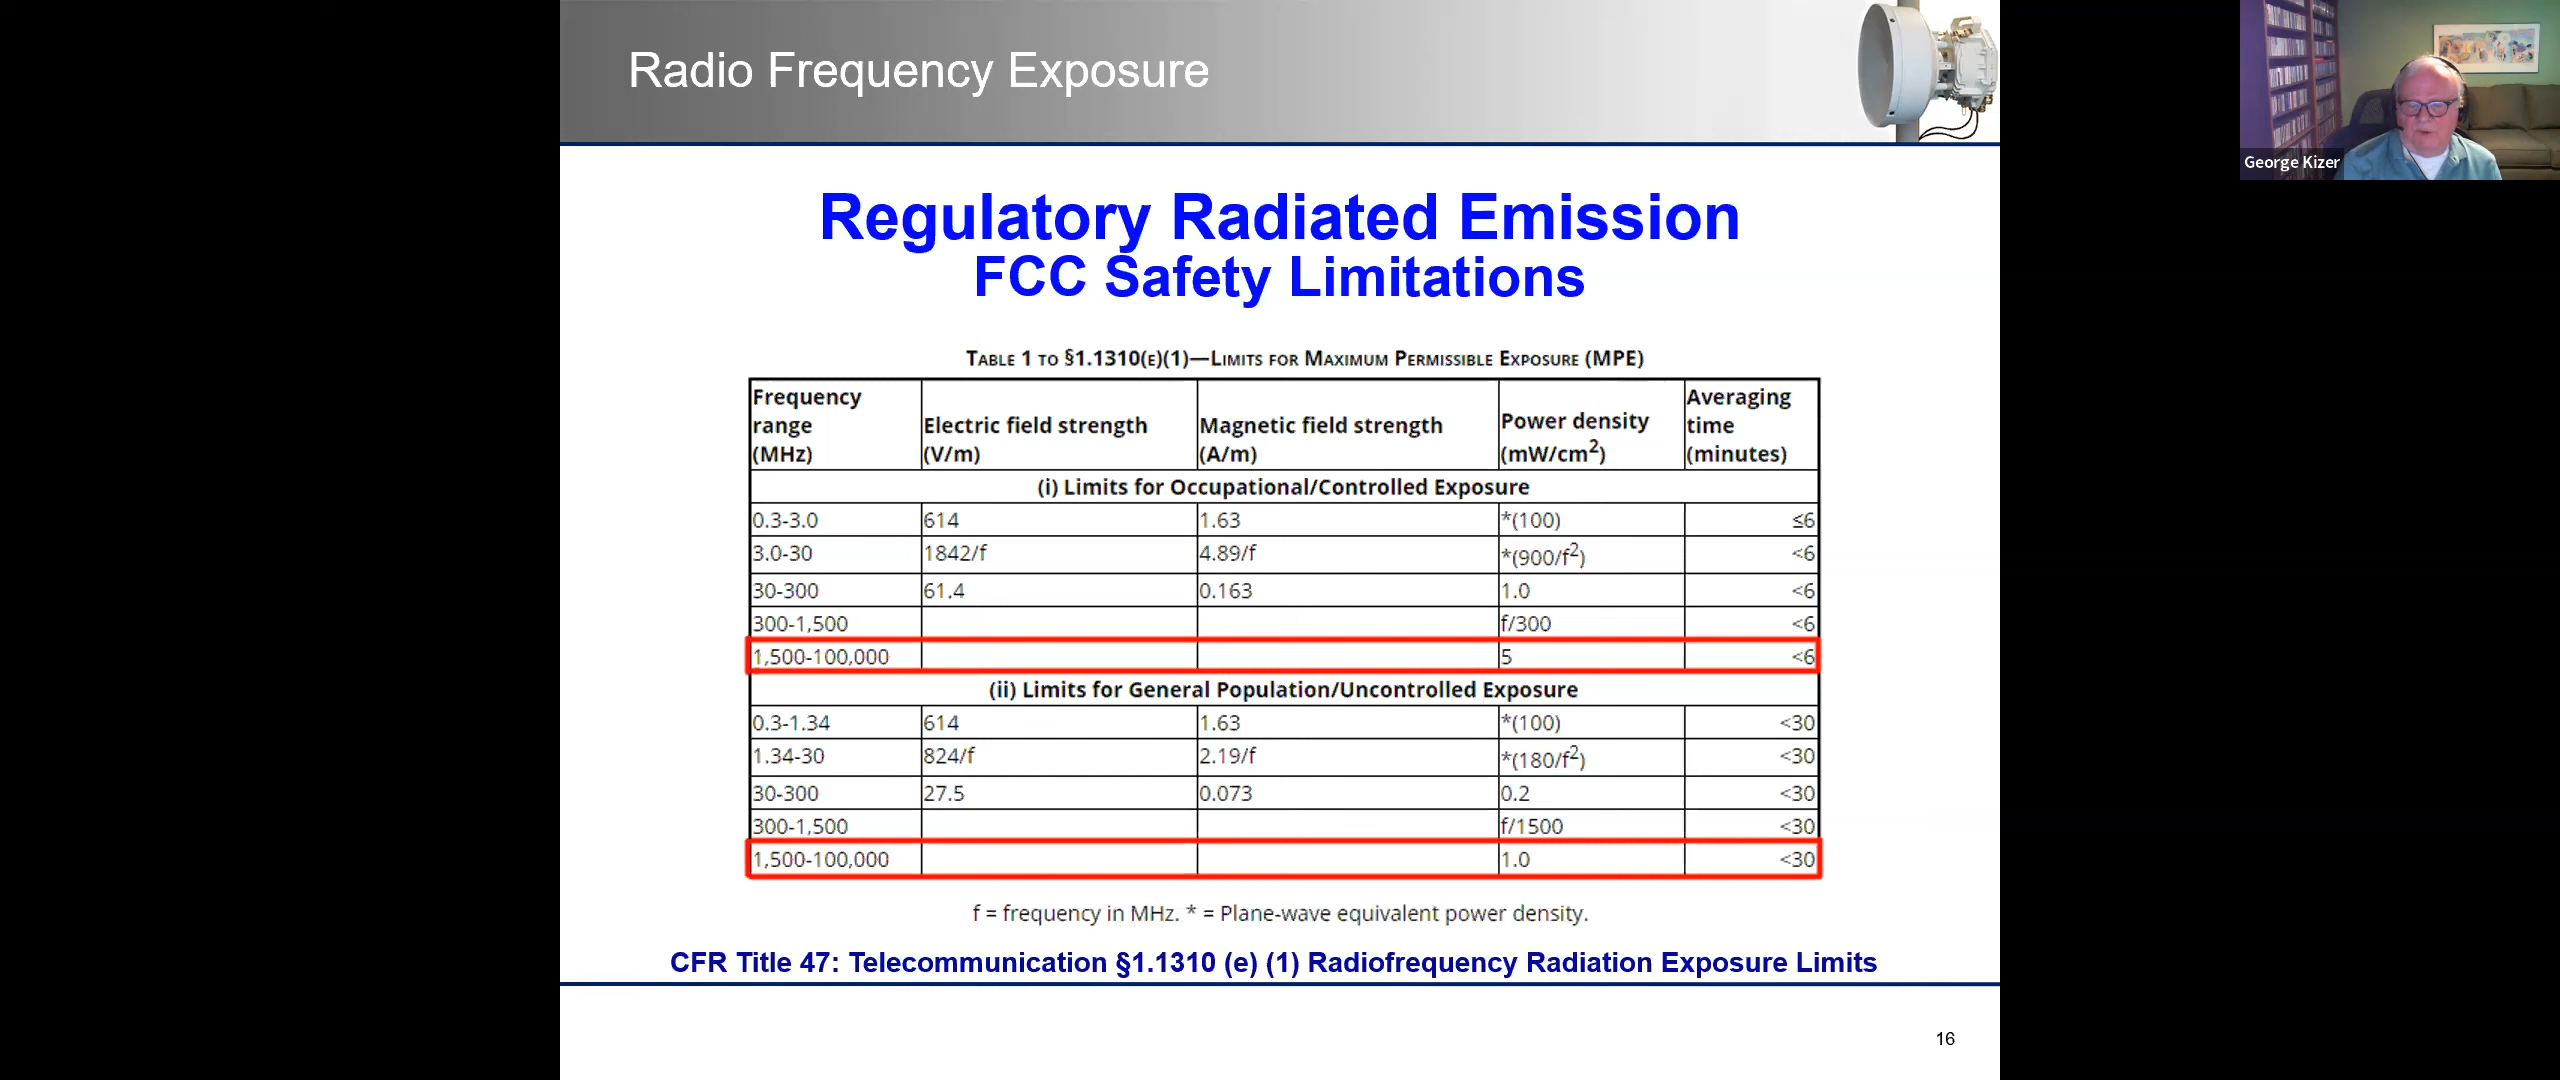 Radio Frequency Exposure
George Kizer
Regulatory Radiated Emission
FCC Safety Limitations
TABLE 1 TO §1.1310(E)(1)—LIMITS FOR MAXIMUM PERMISSIBLE EXPOSURE (MPE)
Frequency range (MHz) Electric field strength (V/m) Magnetic field strength (A/m) Power density (mW/cm²) Averaging time (minutes)
(i) Limits for Occupational/Controlled Exposure
0.3-3.0 614 1.63 *(100) ≤6
3.0-30 1842/f 4.89/f *(900/f²) <6
30-300 61.4 0.163 1.0 <6
300-1,500 f/300 <6
1,500-100,000 5 <6
(ii) Limits for General Population/Uncontrolled Exposure
0.3-1.34 614 1.63 *(100) <30
1.34-30 824/f 2.19/f *(180/f²) <30
30-300 27.5 0.073 0.2 <30
300-1,500 f/1500 <30
1,500-100,000 1.0 <30
f = frequency in MHz. * = Plane-wave equivalent power density.
CFR Title 47: Telecommunication §1.1310 (e) (1) Radiofrequency Radiation Exposure Limits
16